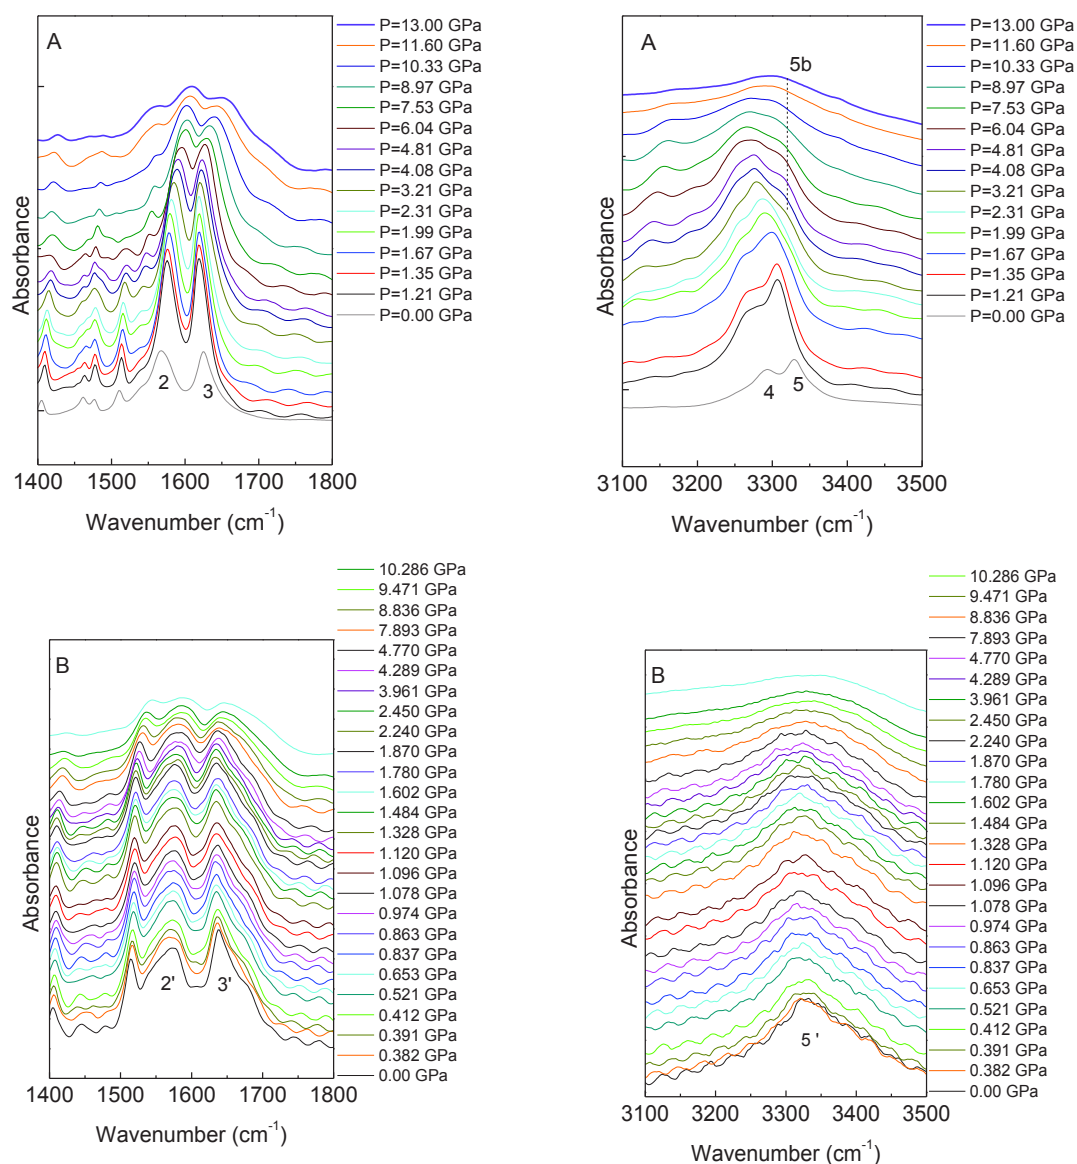 A
P=13.00 GPa
P=11.60 GPa
P=10.33 GPa
P=8.97 GPa
P=7.53 GPa
P=6.04 GPa
P=4.81 GPa
P=4.08 GPa
P=3.21 GPa
P=2.31 GPa
P=1.99 GPa
P=1.67 GPa
P=1.35 GPa
P=1.21 GPa
P=0.00 GPa
2
3
Absorbance
1400 1500 1600 1700 1800
Wavenumber (cm⁻¹)
A
5b
P=13.00 GPa
P=11.60 GPa
P=10.33 GPa
P=8.97 GPa
P=7.53 GPa
P=6.04 GPa
P=4.81 GPa
P=4.08 GPa
P=3.21 GPa
P=2.31 GPa
P=1.99 GPa
P=1.67 GPa
P=1.35 GPa
P=1.21 GPa
P=0.00 GPa
4
5
Absorbance
3100 3200 3300 3400 3500
Wavenumber (cm⁻¹)
B
10.286 GPa
9.471 GPa
8.836 GPa
7.893 GPa
4.770 GPa
4.289 GPa
3.961 GPa
2.450 GPa
2.240 GPa
1.870 GPa
1.780 GPa
1.602 GPa
1.484 GPa
1.328 GPa
1.120 GPa
1.096 GPa
1.078 GPa
0.974 GPa
0.863 GPa
0.837 GPa
0.653 GPa
0.521 GPa
0.412 GPa
0.391 GPa
0.382 GPa
0.00 GPa
2'
3'
Absorbance
1400 1500 1600 1700 1800
Wavenumber (cm⁻¹)
B
10.286 GPa
9.471 GPa
8.836 GPa
7.893 GPa
4.770 GPa
4.289 GPa
3.961 GPa
2.450 GPa
2.240 GPa
1.870 GPa
1.780 GPa
1.602 GPa
1.484 GPa
1.328 GPa
1.120 GPa
1.096 GPa
1.078 GPa
0.974 GPa
0.863 GPa
0.837 GPa
0.653 GPa
0.521 GPa
0.412 GPa
0.391 GPa
0.382 GPa
0.00 GPa
5 '
Absorbance
3100 3200 3300 3400 3500
Wavenumber (cm⁻¹)